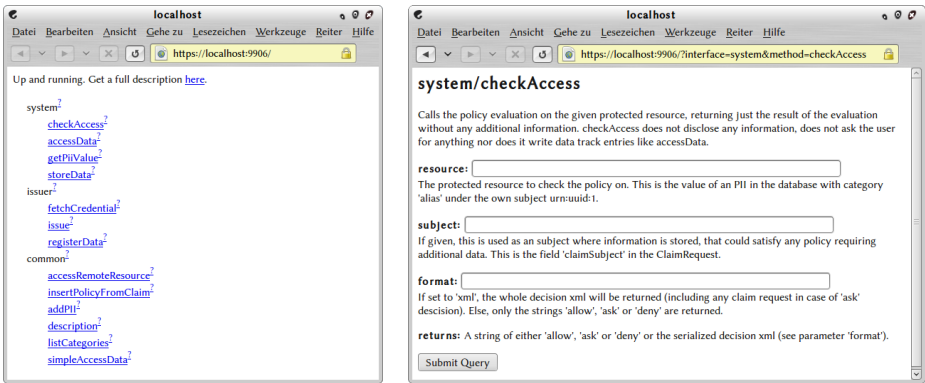 localhost
Datei Bearbeiten Ansicht Gehe zu Lesezeichen Werkzeuge Reiter Hilfe
https://localhost:9906/
Up and running. Get a full description here.
system?
checkAccess?
accessData?
getPiiValue?
storeData?
issuer?
fetchCredential?
issue?
registerData?
common?
accessRemoteResource?
insertPolicyFromClaim?
addPII?
description?
listCategories?
simpleAccessData?
localhost
Datei Bearbeiten Ansicht Gehe zu Lesezeichen Werkzeuge Reiter Hilfe
https://localhost:9906/?interface=system&method=checkAccess
system/checkAccess
Calls the policy evaluation on the given protected resource, returning just the result of the evaluation
without any additional information. checkAccess does not disclose any information, does not ask the user
for anything nor does it write data track entries like accessData.
resource:
The protected resource to check the policy on. This is the value of an PII in the database with category
'alias' under the own subject urn:uuid:1.
subject:
If given, this is used as an subject where information is stored, that could satisfy any policy requiring
additional data. This is the field 'claimSubject' in the ClaimRequest.
format:
If set to 'xml', the whole decision xml will be returned (including any claim request in case of 'ask'
descision). Else, only the strings 'allow', 'ask' or 'deny' are returned.
returns: A string of either 'allow', 'ask' or 'deny' or the serialized decision xml (see parameter 'format').
Submit Query